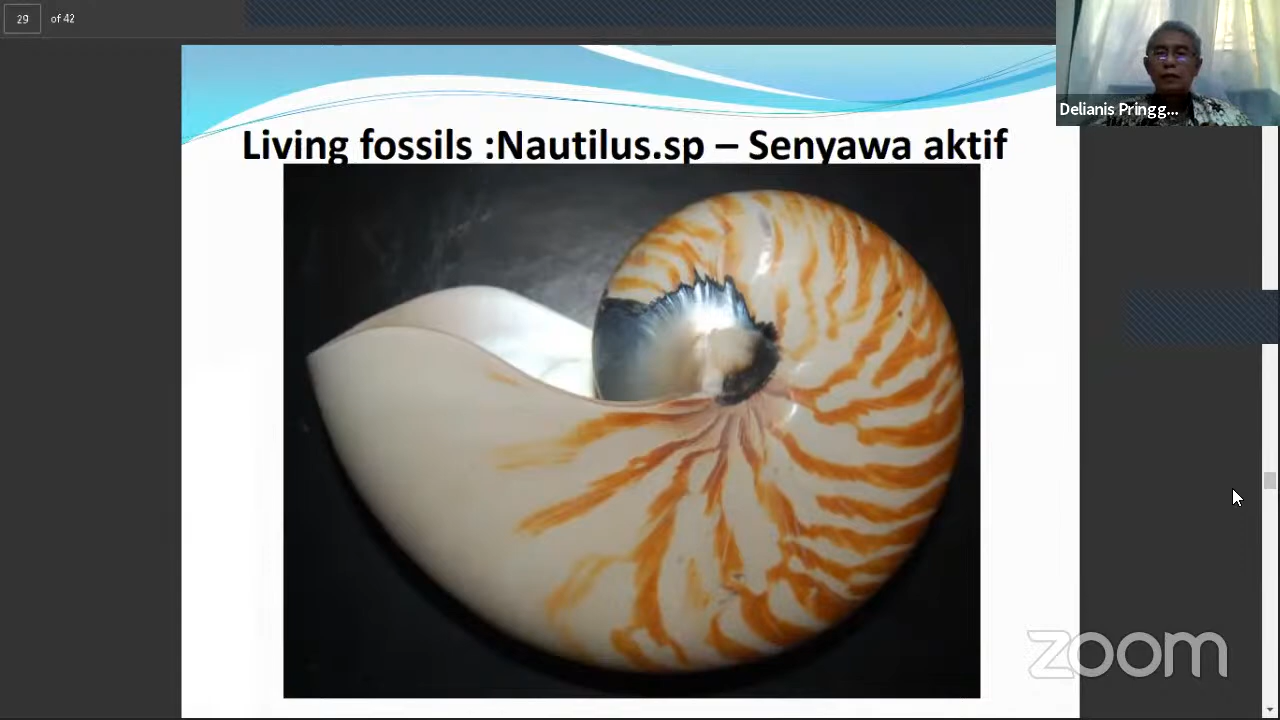 29 of 42
Delianis Pringg...
Living fossils :Nautilus.sp – Senyawa aktif
zoom